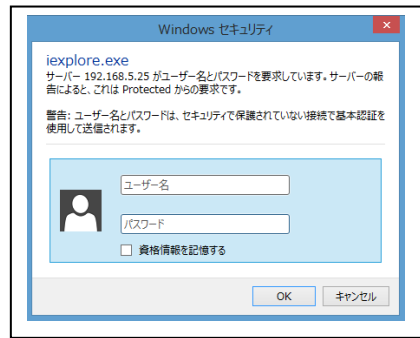 Windows セキュリティ
iexplore.exe
サーバー 192.168.5.25 がユーザー名とパスワードを要求しています。サーバーの報
告によると、これは Protected からの要求です。
警告: ユーザー名とパスワードは、セキュリティで保護されていない接続で基本認証を
使用して送信されます。
ユーザー名
パスワード
資格情報を記憶する
OK
キャンセル